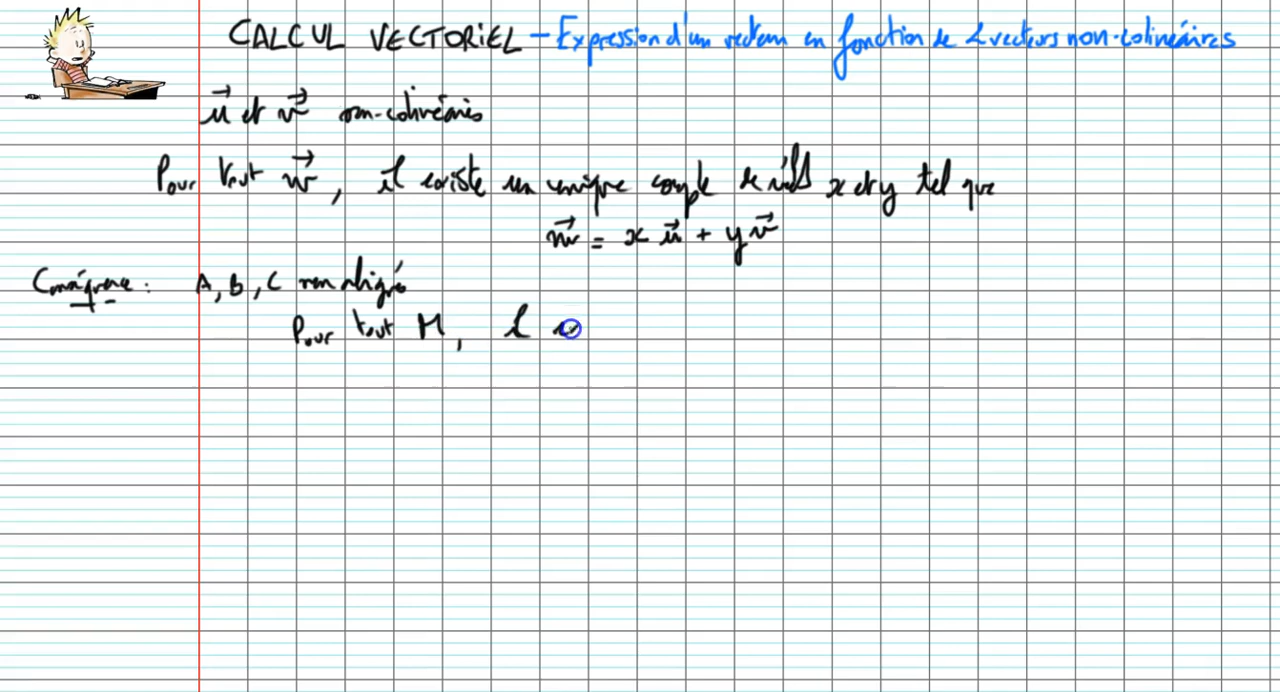 CALCUL VECTORIEL - Expression d'un vecteur en fonction de 2 vecteurs non-colinéaires
u⃗ et v⃗ non-colinéaires
Pour tout w⃗, il existe un unique couple de réels x et y tel que
w⃗ = x u⃗ + y v⃗
Conséquence : A, B, C non alignés
Pour tout M, il